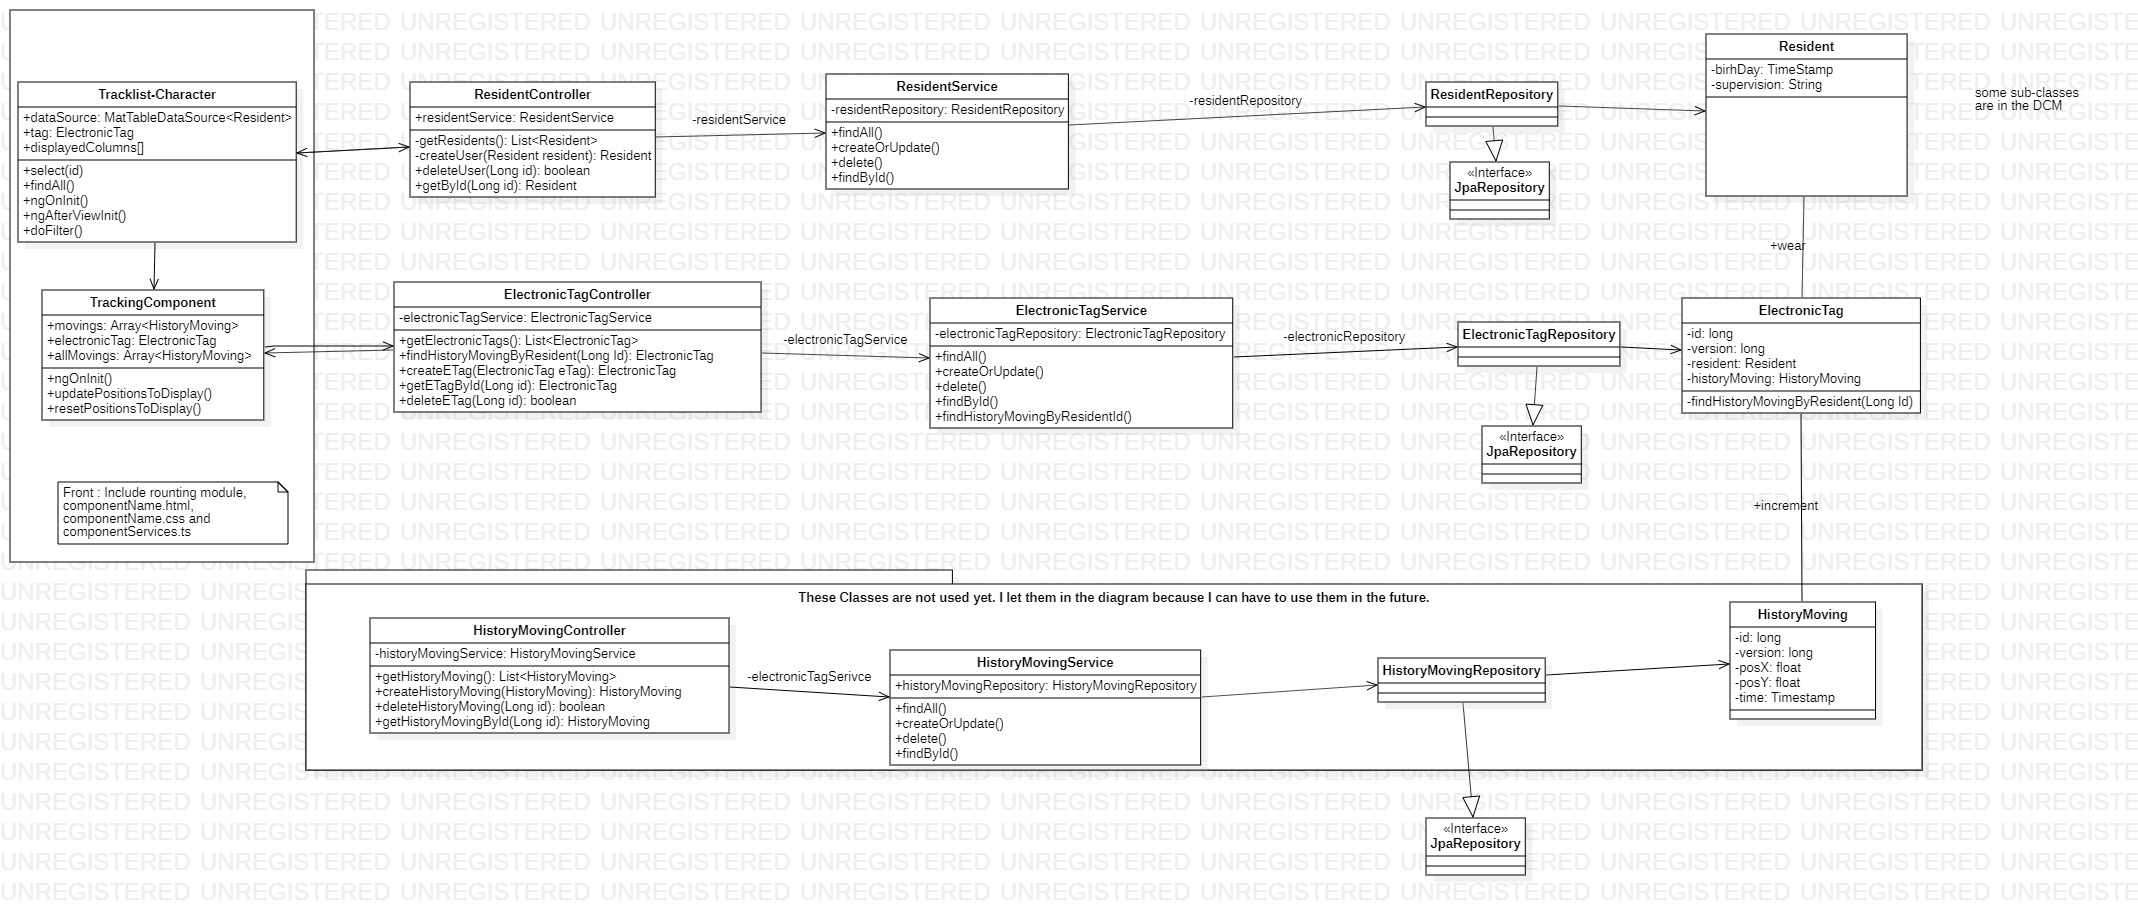 Tracklist-Character
+dataSource: MatTableDataSource<Resident>
+tag: ElectronicTag
+displayedColumns[]
+select(id)
+findAll()
+ngOnInit()
+ngAfterViewInit()
+doFilter()
ResidentController
+residentService: ResidentService
-getResidents(): List<Resident>
-createUser(Resident resident): Resident
+deleteUser(Long id): boolean
+getById(Long id): Resident
-residentService
ResidentService
-residentRepository: ResidentRepository
+findAll()
+createOrUpdate()
+delete()
+findById()
-residentRepository
ResidentRepository
«Interface»
JpaRepository
Resident
-birhDay: TimeStamp
-supervision: String
some sub-classes
are in the DCM
+wear
TrackingComponent
+movings: Array<HistoryMoving>
+electronicTag: ElectronicTag
+allMovings: Array<HistoryMoving>
+ngOnInit()
+updatePositionsToDisplay()
+resetPositionsToDisplay()
ElectronicTagController
-electronicTagService: ElectronicTagService
+getElectronicTags(): List<ElectronicTag>
+findHistoryMovingByResident(Long Id): ElectronicTag
+createETag(ElectronicTag eTag): ElectronicTag
+getETagById(Long id): ElectronicTag
+deleteETag(Long id): boolean
-electronicTagService
ElectronicTagService
-electronicTagRepository: ElectronicTagRepository
+findAll()
+createOrUpdate()
+delete()
+findById()
+findHistoryMovingByResidentId()
-electronicRepository
ElectronicTagRepository
«Interface»
JpaRepository
ElectronicTag
-id: long
-version: long
-resident: Resident
-historyMoving: HistoryMoving
-findHistoryMovingByResident(Long Id)
+increment
Front : Include rounting module,
componentName.html,
componentName.css and
componentServices.ts
These Classes are not used yet. I let them in the diagram because I can have to use them in the future.
HistoryMovingController
-historyMovingService: HistoryMovingService
+getHistoryMoving(): List<HistoryMoving>
+createHistoryMoving(HistoryMoving): HistoryMoving
+deleteHistoryMoving(Long id): boolean
+getHistoryMovingById(Long id): HistoryMoving
-electronicTagSerivce
HistoryMovingService
+historyMovingRepository: HistoryMovingRepository
+findAll()
+createOrUpdate()
+delete()
+findById()
HistoryMovingRepository
HistoryMoving
-id: long
-version: long
-posX: float
-posY: float
-time: Timestamp
«Interface»
JpaRepository
UNREGISTERED